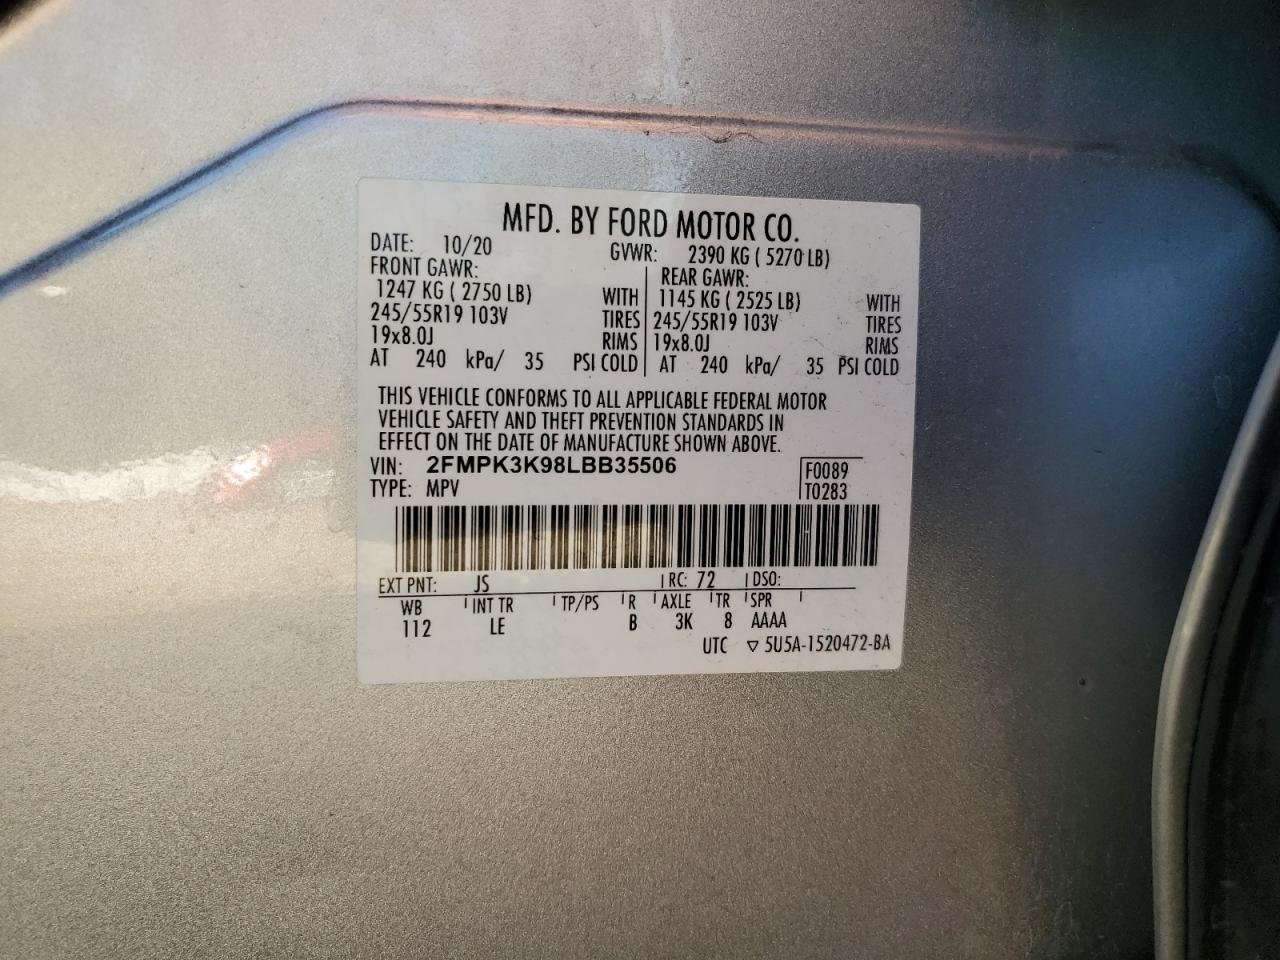 MFD. BY FORD MOTOR CO.
DATE: 10/20 GVWR: 2390 KG ( 5270 LB)
FRONT GAWR: REAR GAWR:
1247 KG ( 2750 LB) WITH 1145 KG ( 2525 LB) WITH
245/55R19 103V TIRES 245/55R19 103V TIRES
19x8.0J RIMS 19x8.0J RIMS
AT 240 kPa/ 35 PSI COLD AT 240 kPa/ 35 PSI COLD
THIS VEHICLE CONFORMS TO ALL APPLICABLE FEDERAL MOTOR
VEHICLE SAFETY AND THEFT PREVENTION STANDARDS IN
EFFECT ON THE DATE OF MANUFACTURE SHOWN ABOVE.
VIN: 2FMPK3K98LBB35506 F0089
TYPE: MPV T0283
EXT PNT: JS RC: 72 DSO:
WB INT TR TP/PS R AXLE TR SPR
112 LE B 3K 8 AAAA
UTC ▽ 5U5A-1520472-BA